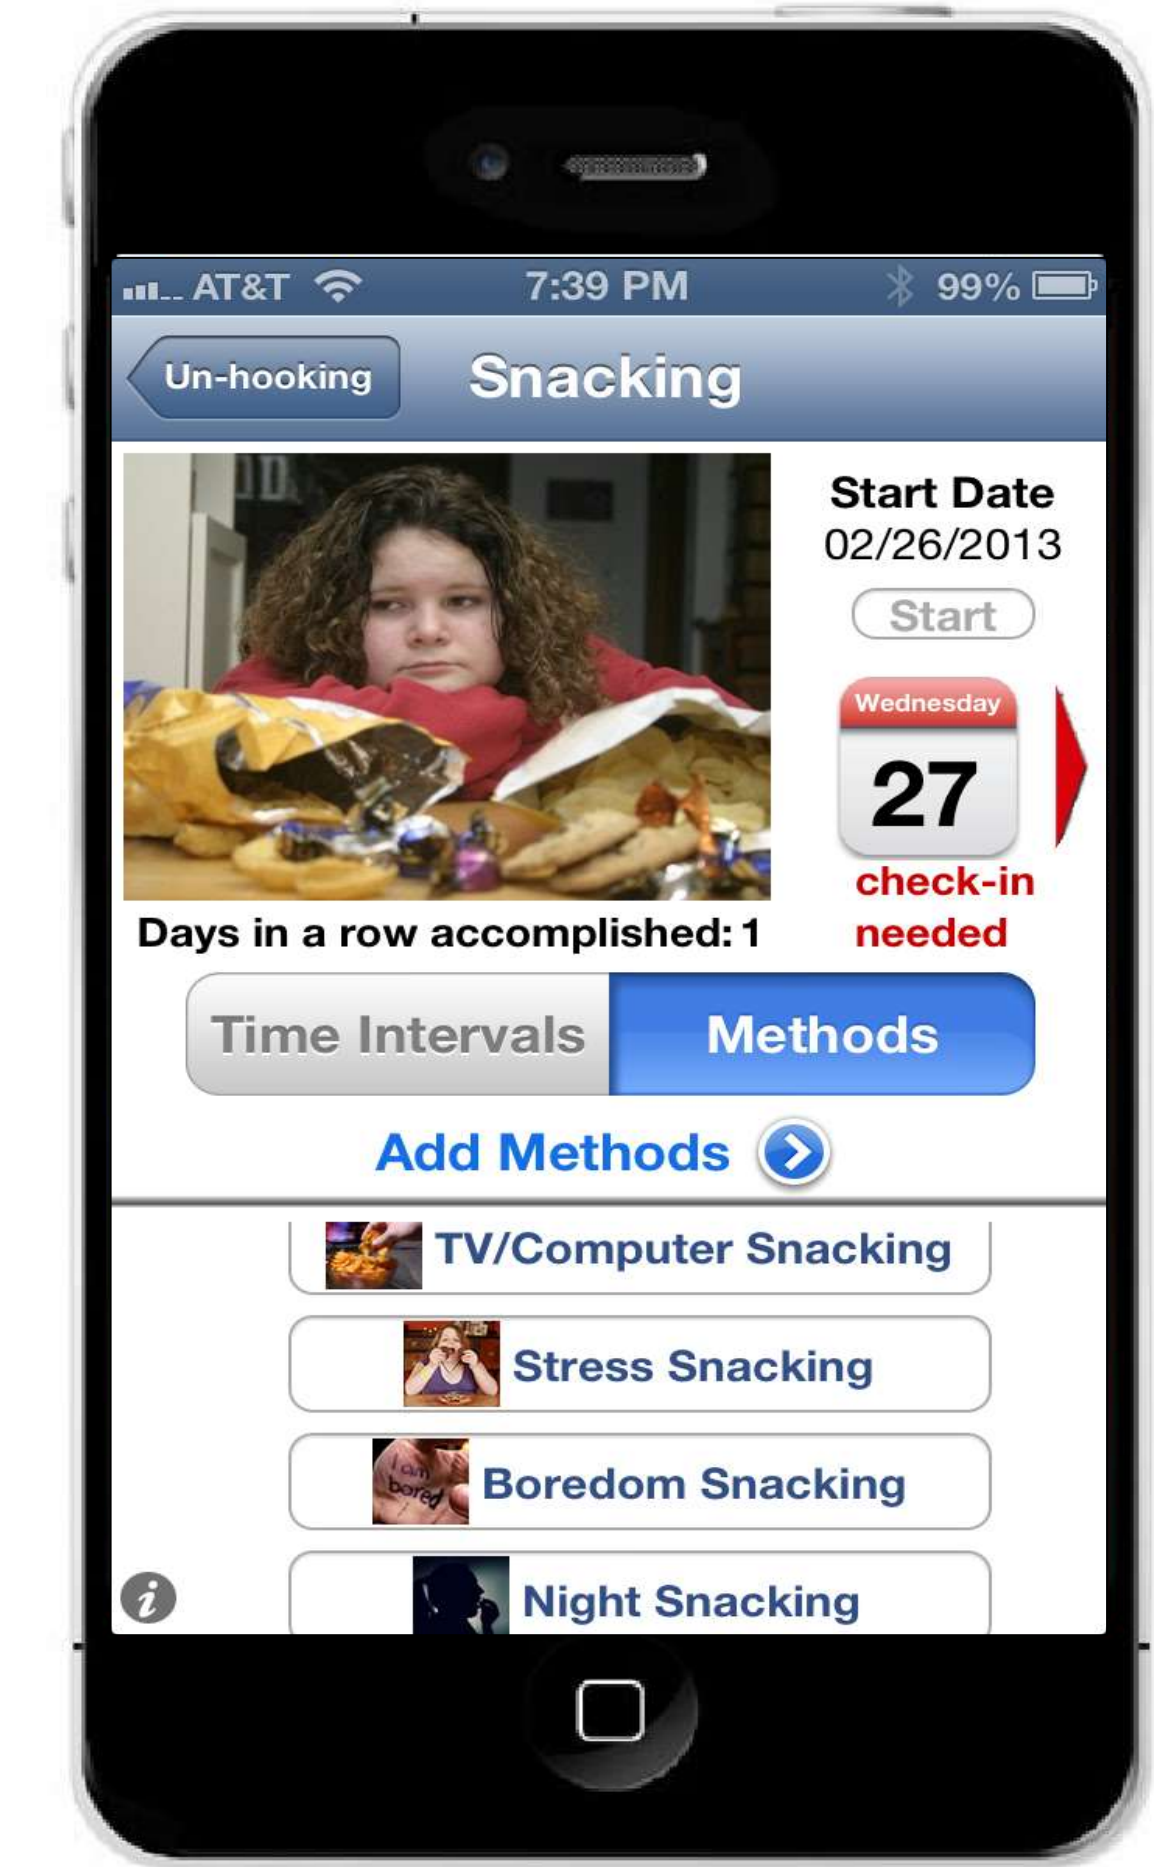 AT&T 7:39 PM 99%
Un-hooking Snacking
Start Date
02/26/2013
Start
Wednesday
27
check-in
needed
Days in a row accomplished: 1
Time Intervals Methods
Add Methods
TV/Computer Snacking
Stress Snacking
I am
bored
Boredom Snacking
Night Snacking